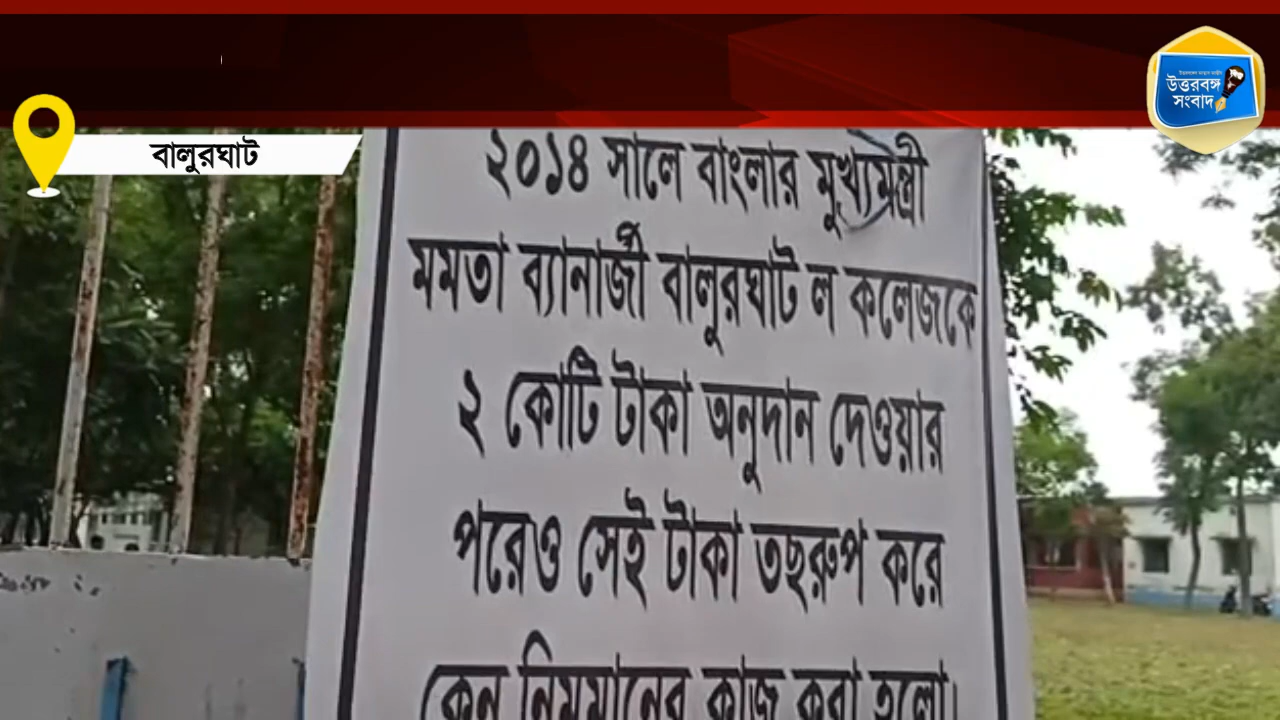 উত্তরবঙ্গ
সংবাদ
বালুরঘাট
২০১৪ সালে বাংলার মুখ্যমন্ত্রী
মমতা ব্যানার্জী বালুরঘাট ল কলেজকে
২ কোটি টাকা অনুদান দেওয়ার
পরেও সেই টাকা তছরুপ করে
কেন নিম্নমানের কাজ করা হলো।